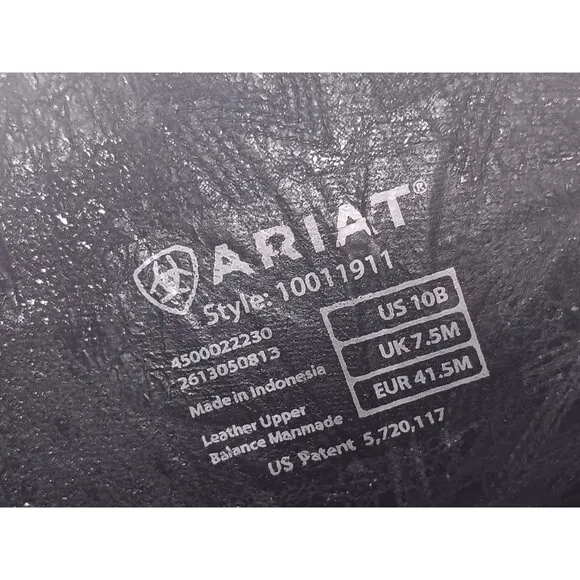 ARIAT®
Style: 10011911
4500022230
2613050813
Made in Indonesia
Leather Upper
Balance Manmade
US Patent 5,720,117
US 10B
UK 7.5M
EUR 41.5M